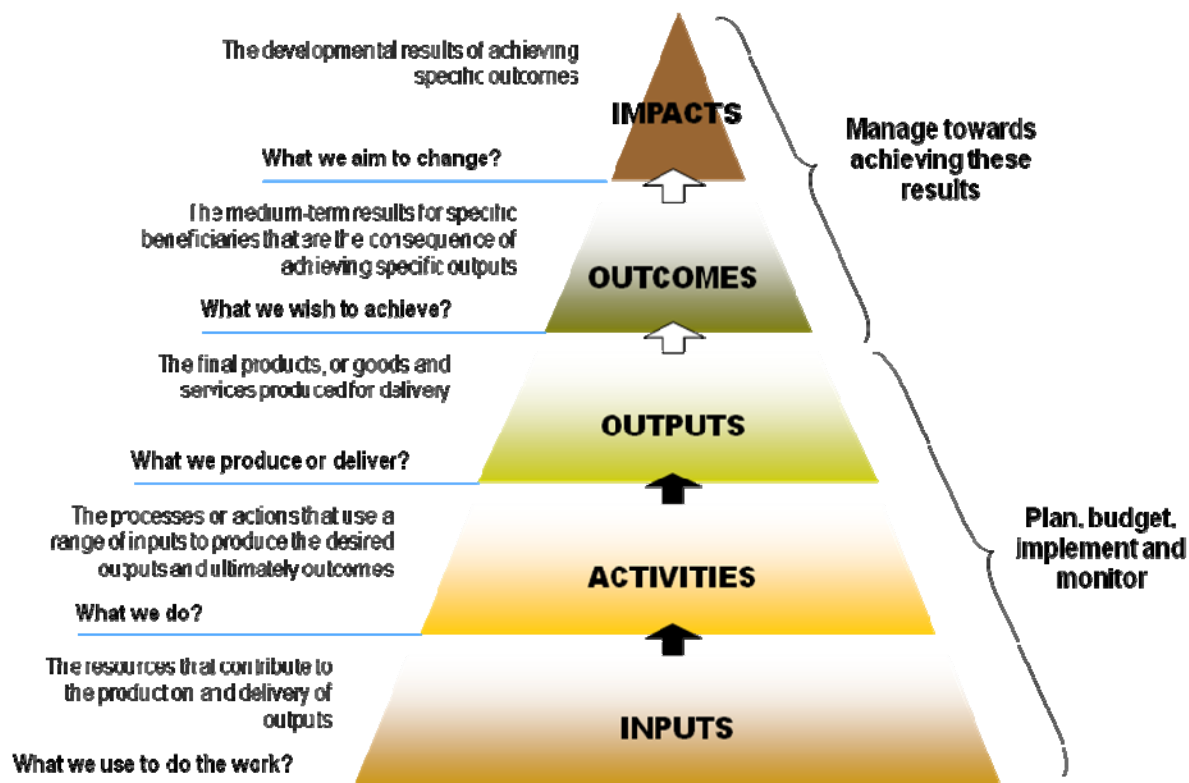 The developmental results of achieving
specific outcomes
IMPACTS
Manage towards
achieving these
results
What we aim to change?
The medium-term results for specific
beneficiaries that are the consequence of
achieving specific outputs
OUTCOMES
What we wish to achieve?
The final products, or goods and
services produced for delivery
OUTPUTS
What we produce or deliver?
The processes or actions that use a
range of inputs to produce the desired
outputs and ultimately outcomes
ACTIVITIES
Plan, budget,
implement and
monitor
What we do?
The resources that contribute to
the production and delivery of
outputs
INPUTS
What we use to do the work?